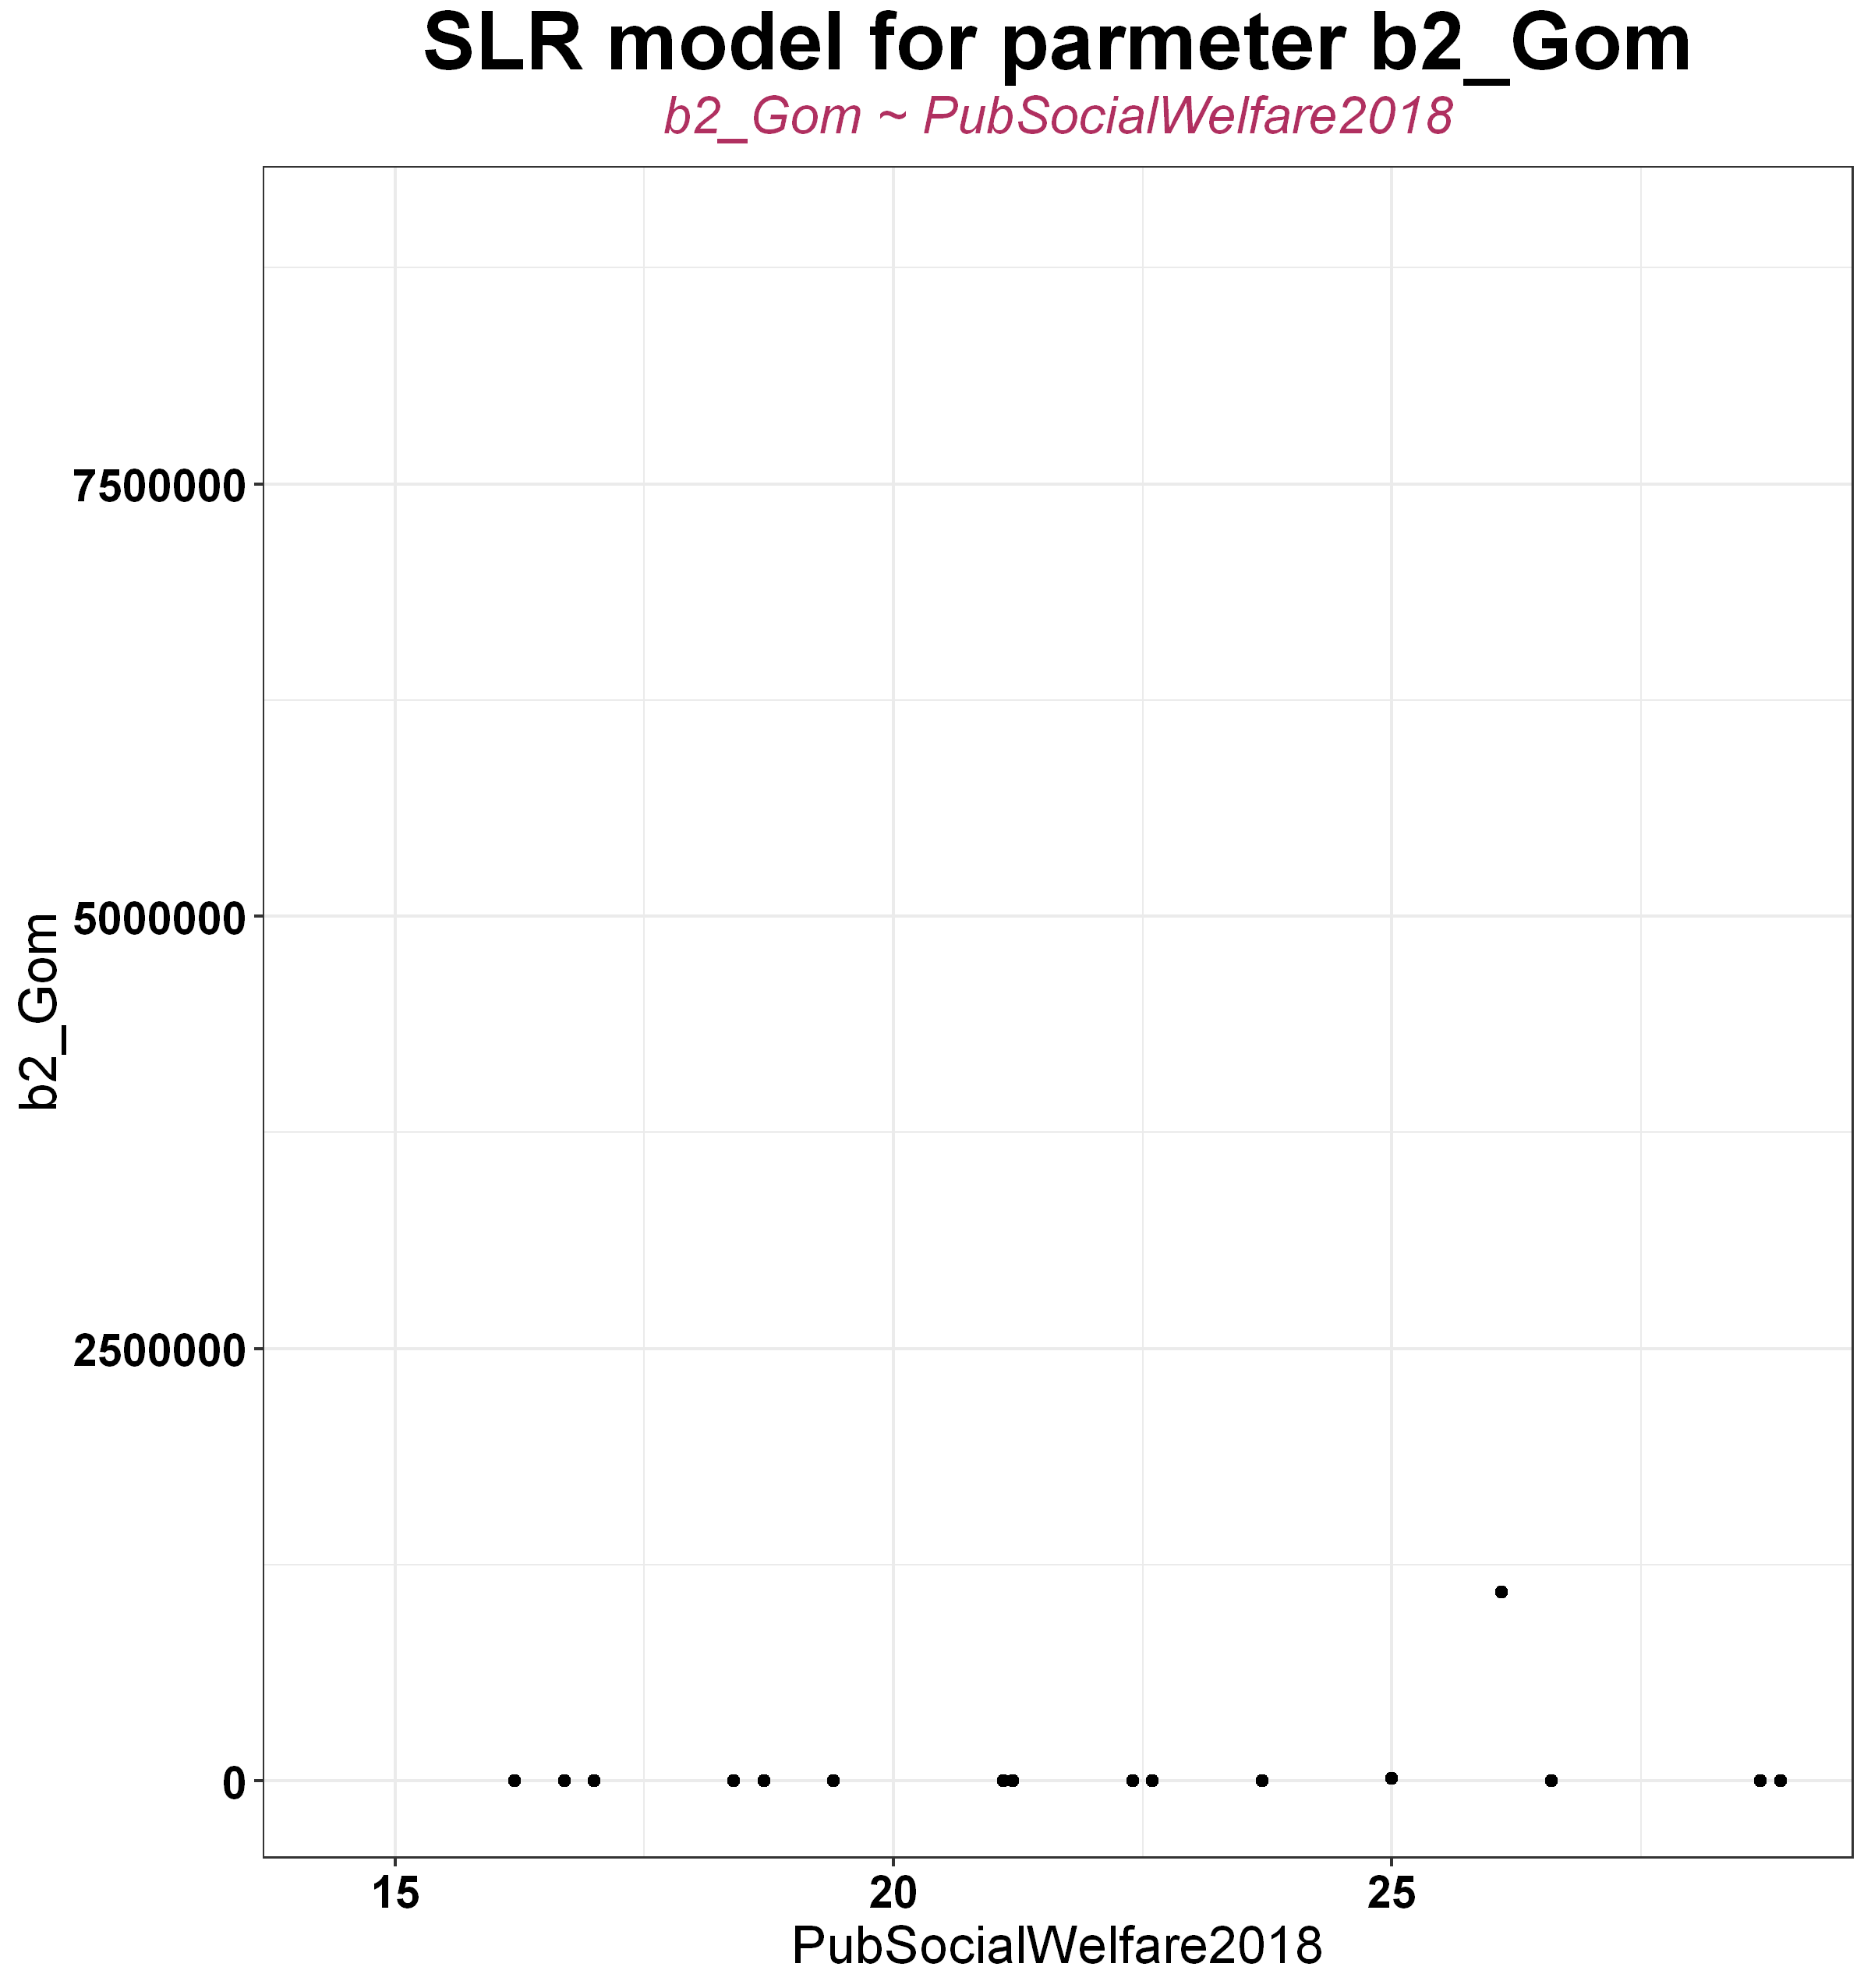 SLR model for parmeter b2_Gom
b2_Gom ~ PubSocialWelfare2018
7500000
5000000
2500000
0
b2_Gom
15 20 25
PubSocialWelfare2018